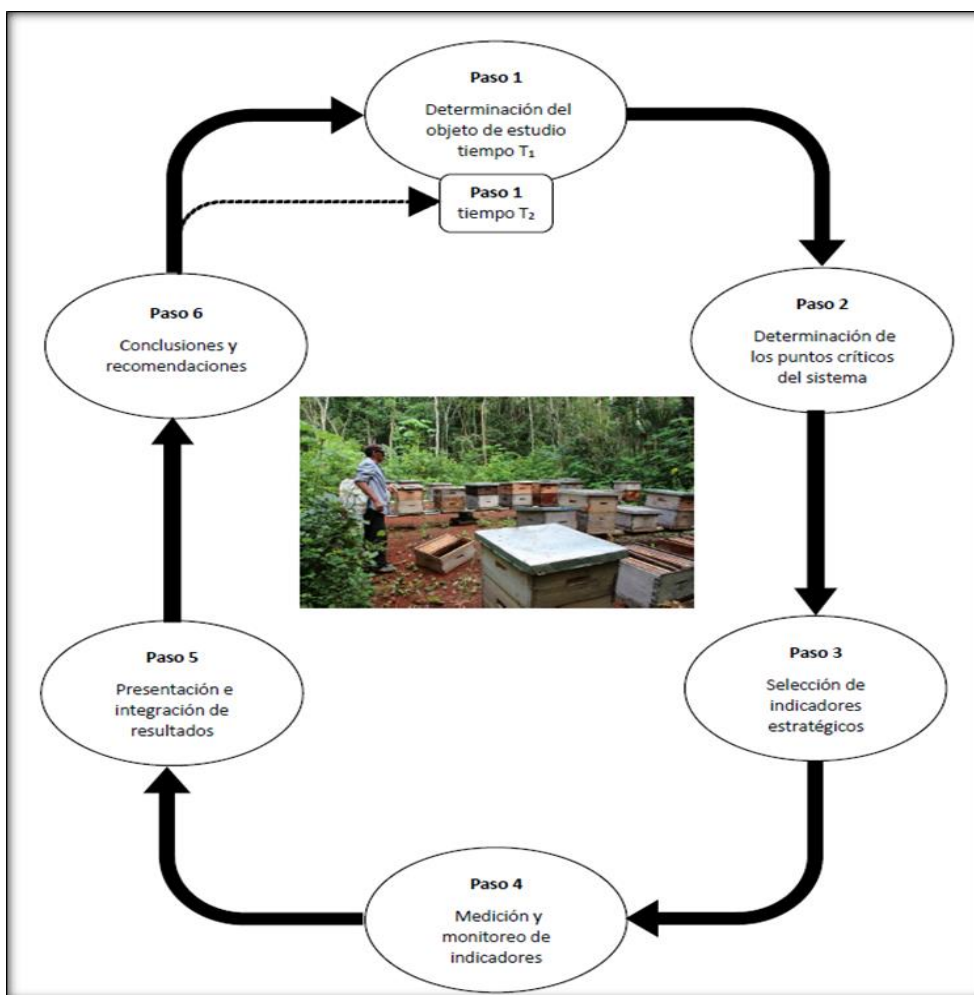 Paso 1
Determinación del
objeto de estudio
tiempo T₁
Paso 1
tiempo T₂
Paso 2
Determinación de
los puntos críticos
del sistema
Paso 3
Selección de
indicadores
estratégicos
Paso 4
Medición y
monitoreo de
indicadores
Paso 5
Presentación e
integración de
resultados
Paso 6
Conclusiones y
recomendaciones